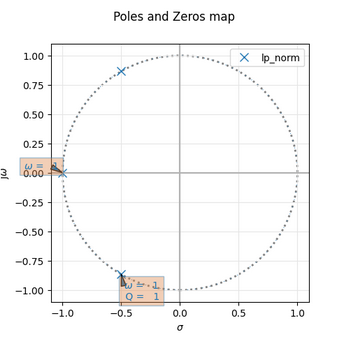 Poles and Zeros map
lp_norm
1.00
0.75
0.50
0.25
0.00
−0.25
−0.50
−0.75
−1.00
jω
ω = 1
ω = 1
Q = 1
−1.0
−0.5
0.0
0.5
1.0
σ